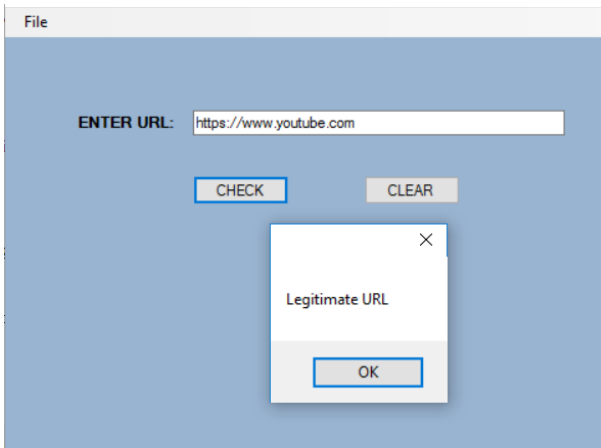 File
ENTER URL: https://www.youtube.com
CHECK CLEAR
Legitimate URL
OK